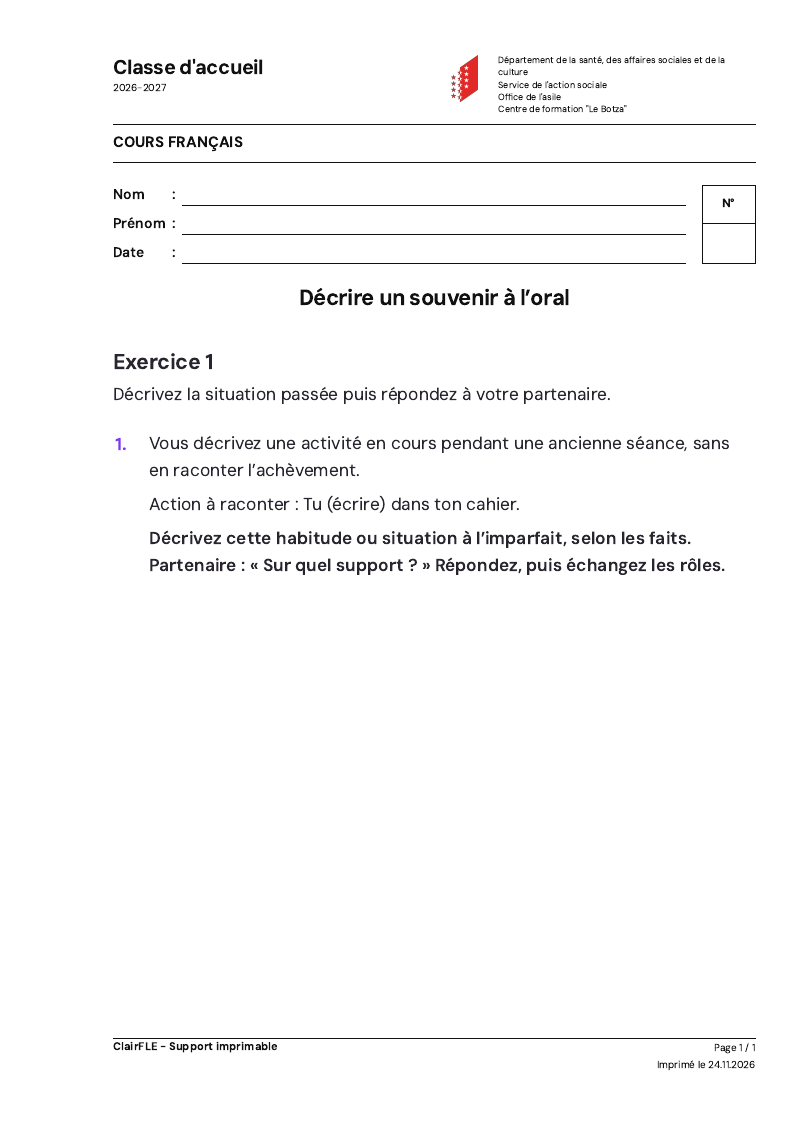 Classe d'accueil
2026-2027
Département de la santé, des affaires sociales et de la
culture
Service de l'action sociale
Office de l'asile
Centre de formation "Le Botza"
COURS FRANÇAIS
Nom :
Prénom :
Date :
N°
Décrire un souvenir à l’oral
Exercice 1
Décrivez la situation passée puis répondez à votre partenaire.
1. Vous décrivez une activité en cours pendant une ancienne séance, sans
en raconter l’achèvement.
Action à raconter : Tu (écrire) dans ton cahier.
Décrivez cette habitude ou situation à l’imparfait, selon les faits.
Partenaire : « Sur quel support ? » Répondez, puis échangez les rôles.
ClairFLE - Support imprimable
Page 1 / 1
Imprimé le 24.11.2026